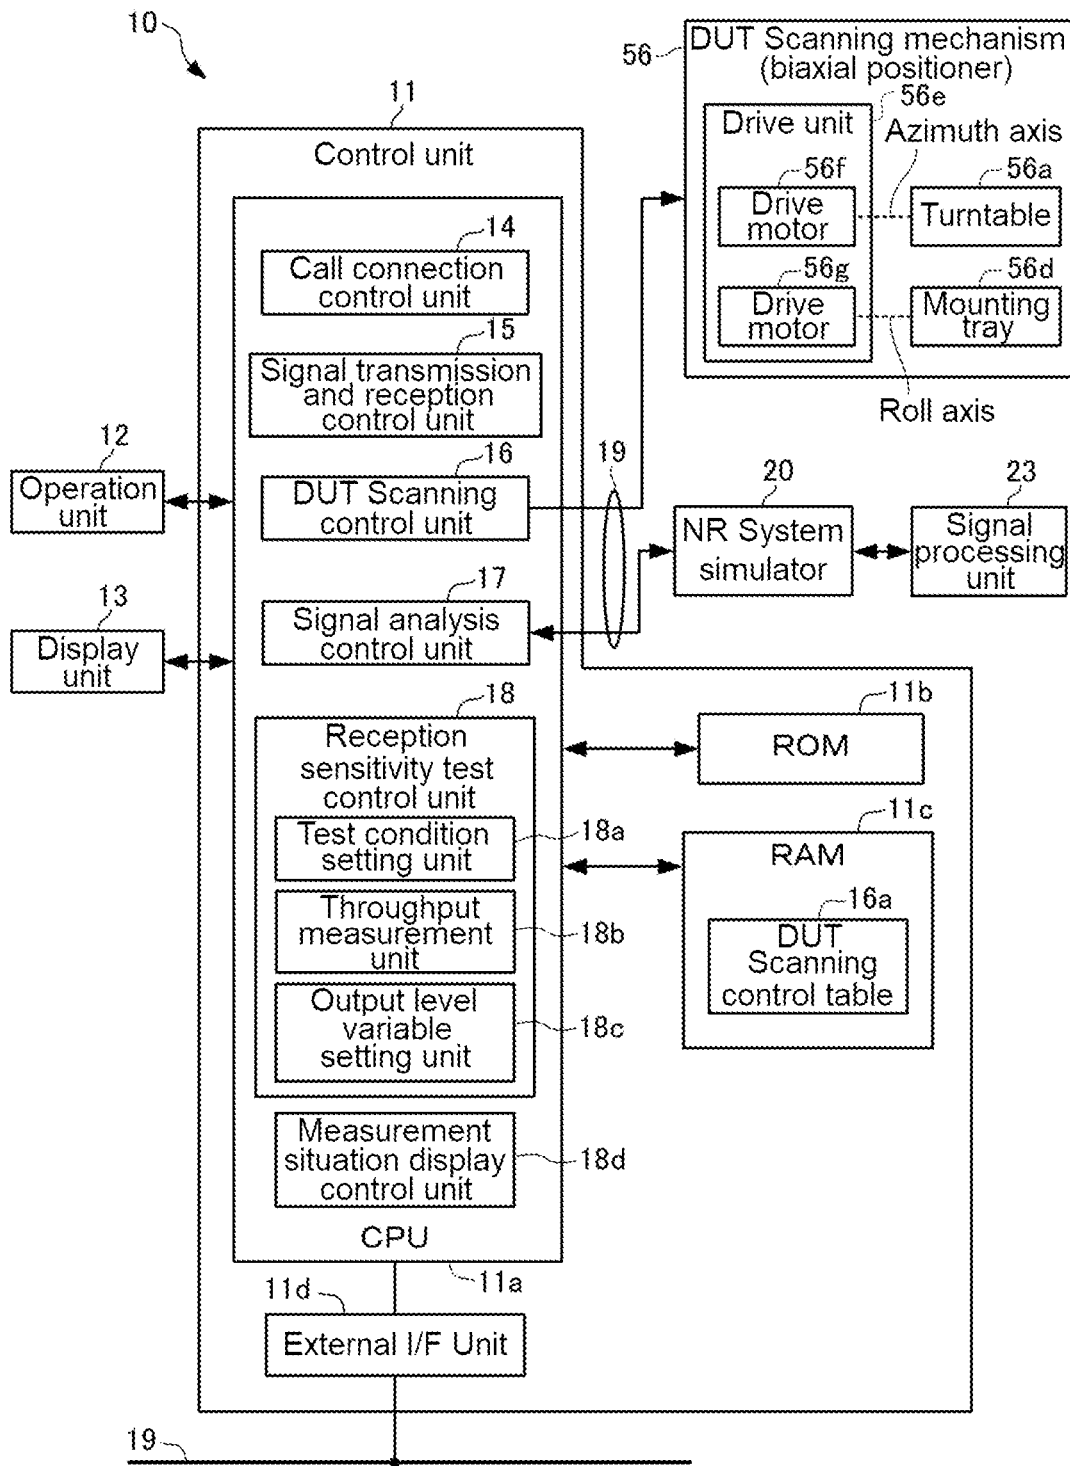 10
11
Control unit
14
Call connection
control unit
15
Signal transmission
and reception
control unit
16
DUT Scanning
control unit
17
Signal analysis
control unit
18
Reception
sensitivity test
control unit
Test condition
setting unit
18a
Throughput
measurement
unit
18b
Output level
variable
setting unit
18c
Measurement
situation display
control unit
18d
CPU
11a
11d
External I/F Unit
19
12
Operation
unit
13
Display
unit
56
DUT Scanning mechanism
(biaxial positioner)
56e
Drive unit
Azimuth axis
56f
Drive
motor
56a
Turntable
56g
Drive
motor
56d
Mounting
tray
Roll axis
19
20
NR System
simulator
23
Signal
processing
unit
11b
ROM
11c
RAM
16a
DUT
Scanning
control table